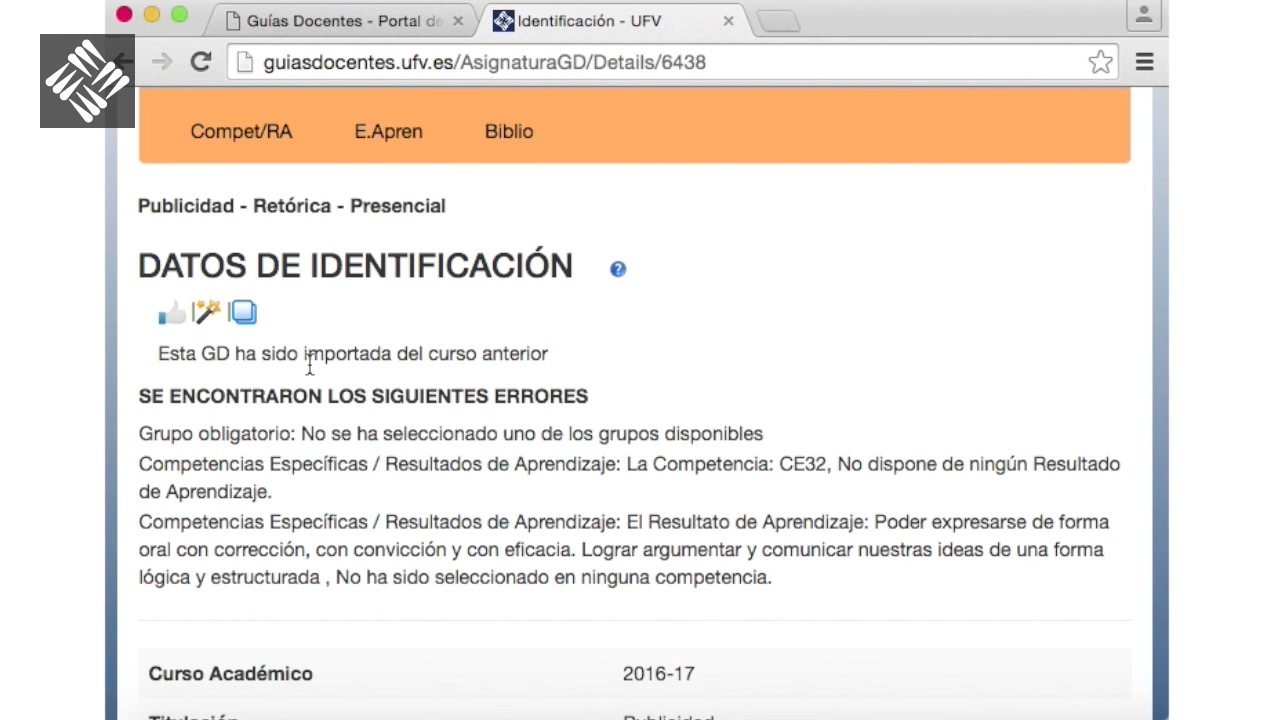 Guías Docentes - Portal de
Identificación - UFV
guiasdocentes.ufv.es/AsignaturaGD/Details/6438
Compet/RA E.Apren Biblio
Publicidad - Retórica - Presencial
DATOS DE IDENTIFICACIÓN
Esta GD ha sido importada del curso anterior
SE ENCONTRARON LOS SIGUIENTES ERRORES
Grupo obligatorio: No se ha seleccionado uno de los grupos disponibles
Competencias Específicas / Resultados de Aprendizaje: La Competencia: CE32, No dispone de ningún Resultado
de Aprendizaje.
Competencias Específicas / Resultados de Aprendizaje: El Resultato de Aprendizaje: Poder expresarse de forma
oral con corrección, con convicción y con eficacia. Lograr argumentar y comunicar nuestras ideas de una forma
lógica y estructurada , No ha sido seleccionado en ninguna competencia.
Curso Académico 2016-17
Titulación Publicidad